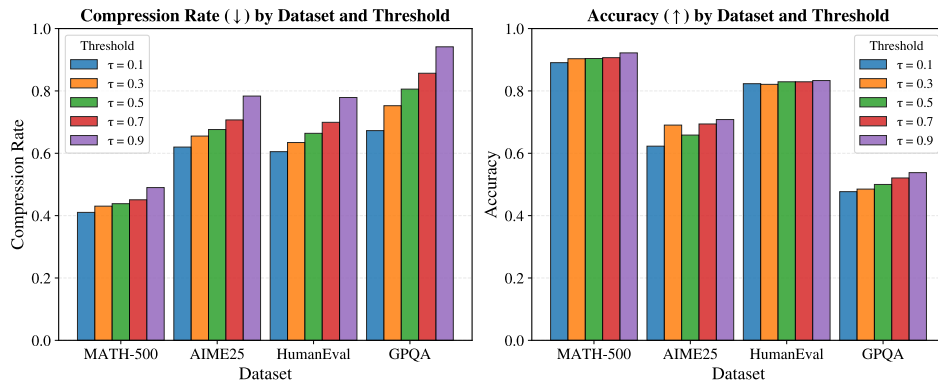 Compression Rate (↓) by Dataset and Threshold
Compression Rate
1.0
0.8
0.6
0.4
0.2
0.0
Threshold
τ = 0.1
τ = 0.3
τ = 0.5
τ = 0.7
τ = 0.9
MATH-500 AIME25 HumanEval GPQA
Dataset
Accuracy (↑) by Dataset and Threshold
Accuracy
1.0
0.8
0.6
0.4
0.2
0.0
Threshold
τ = 0.1
τ = 0.3
τ = 0.5
τ = 0.7
τ = 0.9
MATH-500 AIME25 HumanEval GPQA
Dataset